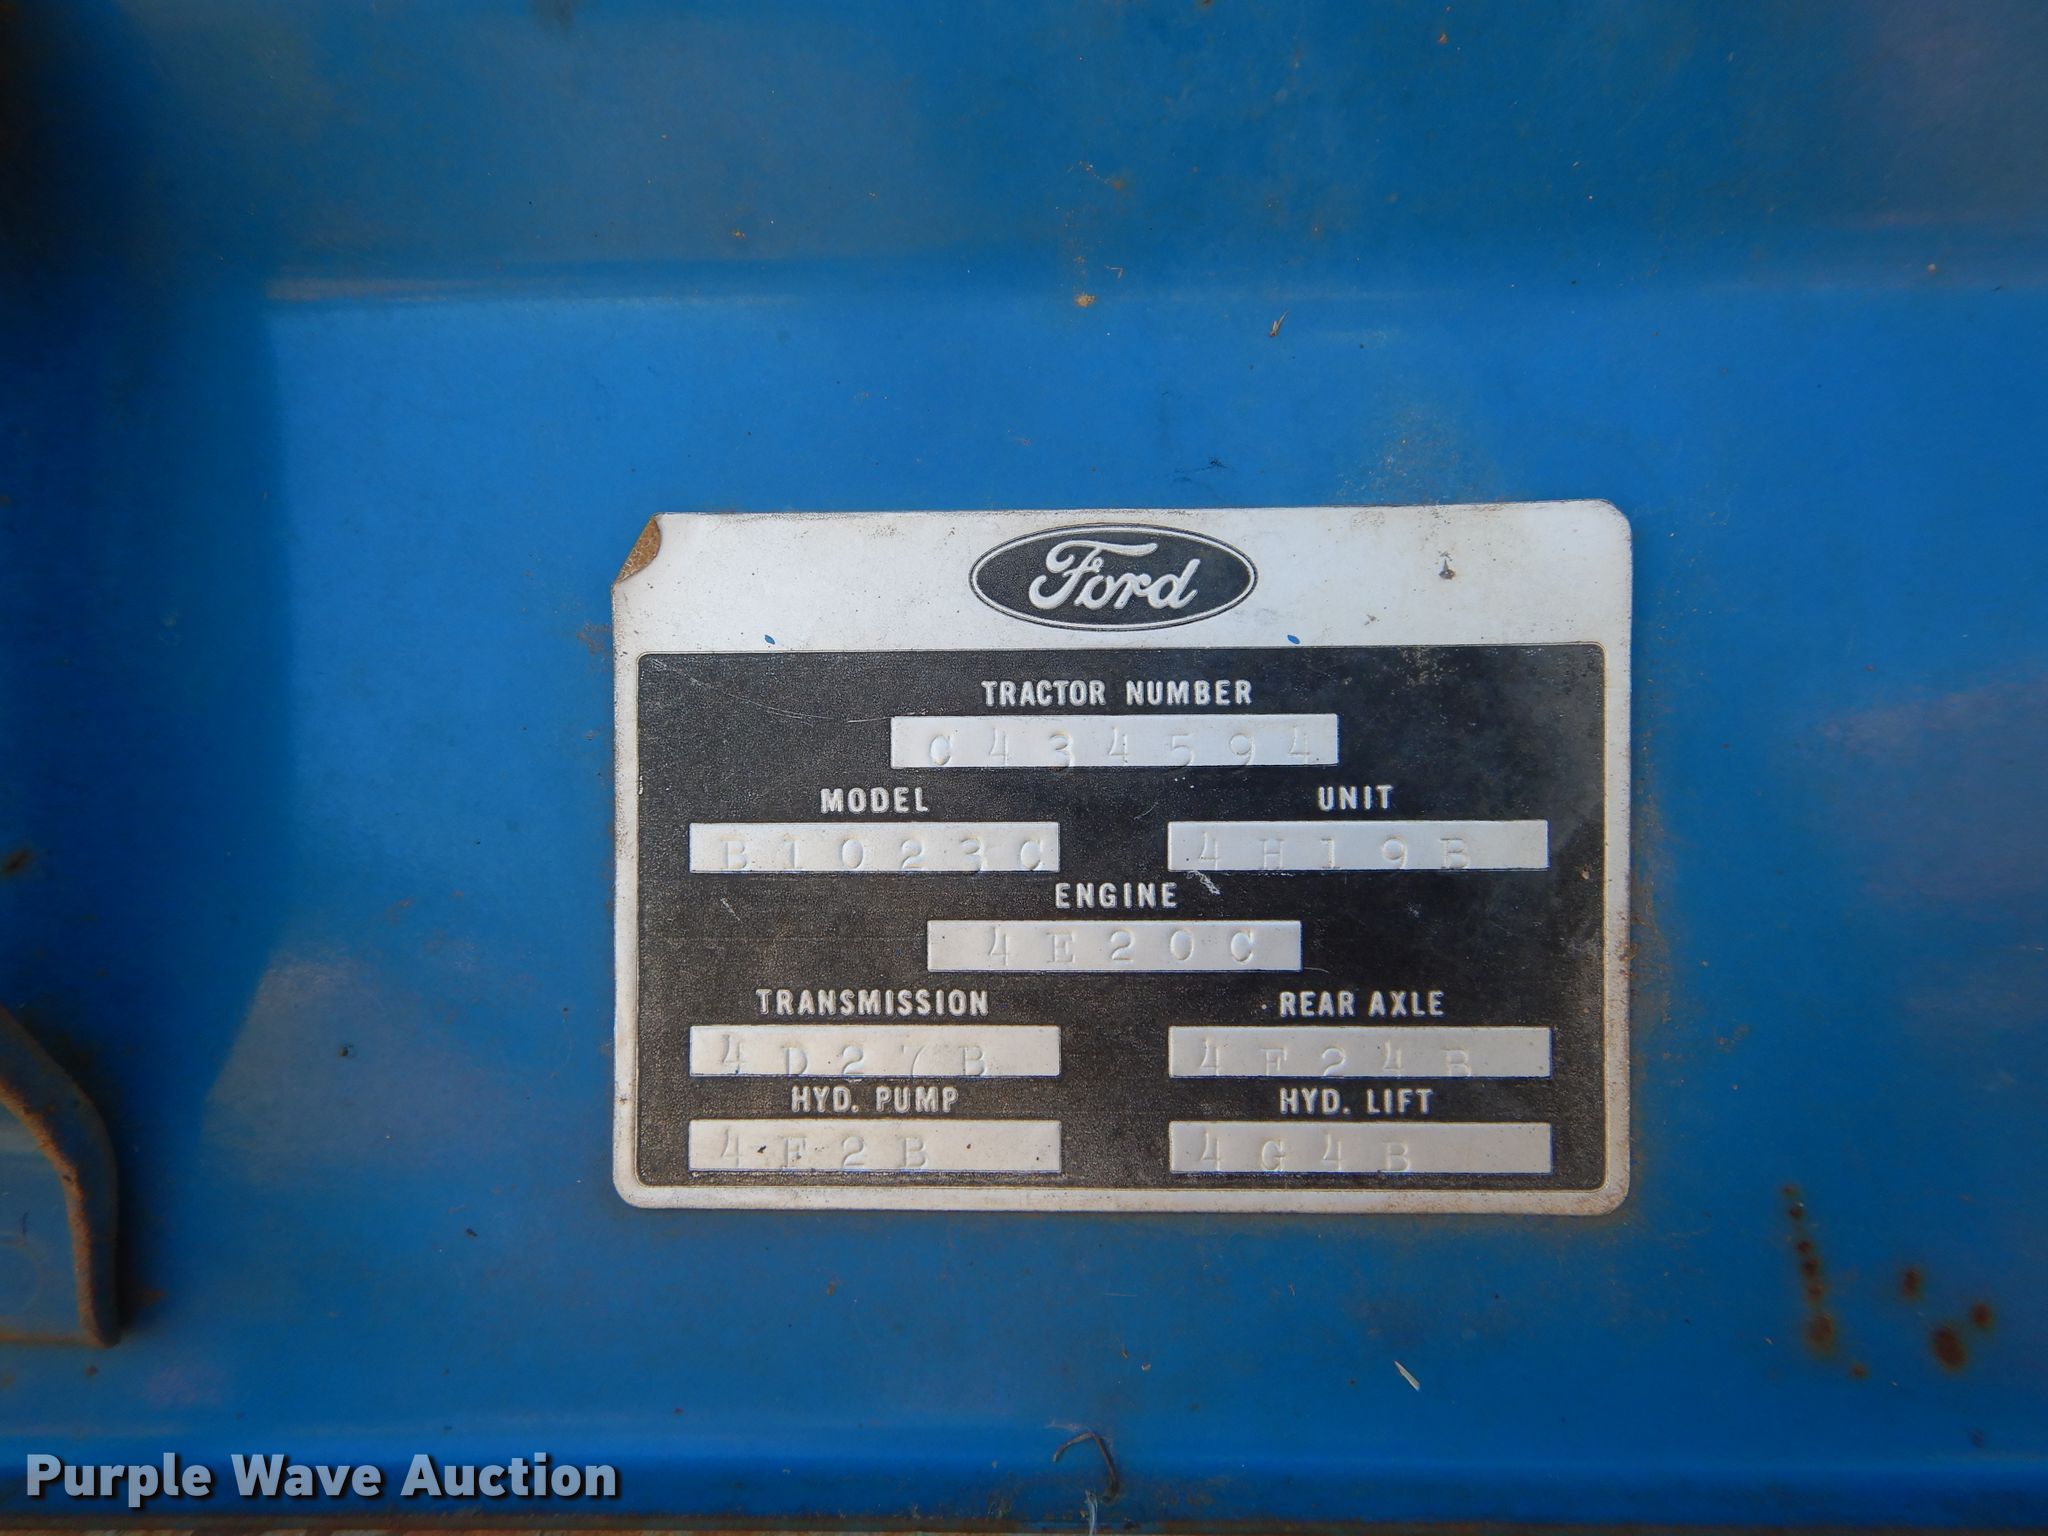 Ford
TRACTOR NUMBER
C434594
MODEL UNIT
B1023C 4H19B
ENGINE
4E20C
TRANSMISSION REAR AXLE
4D27B 4F24B
HYD. PUMP HYD. LIFT
4F2B 4G4B
Purple Wave Auction